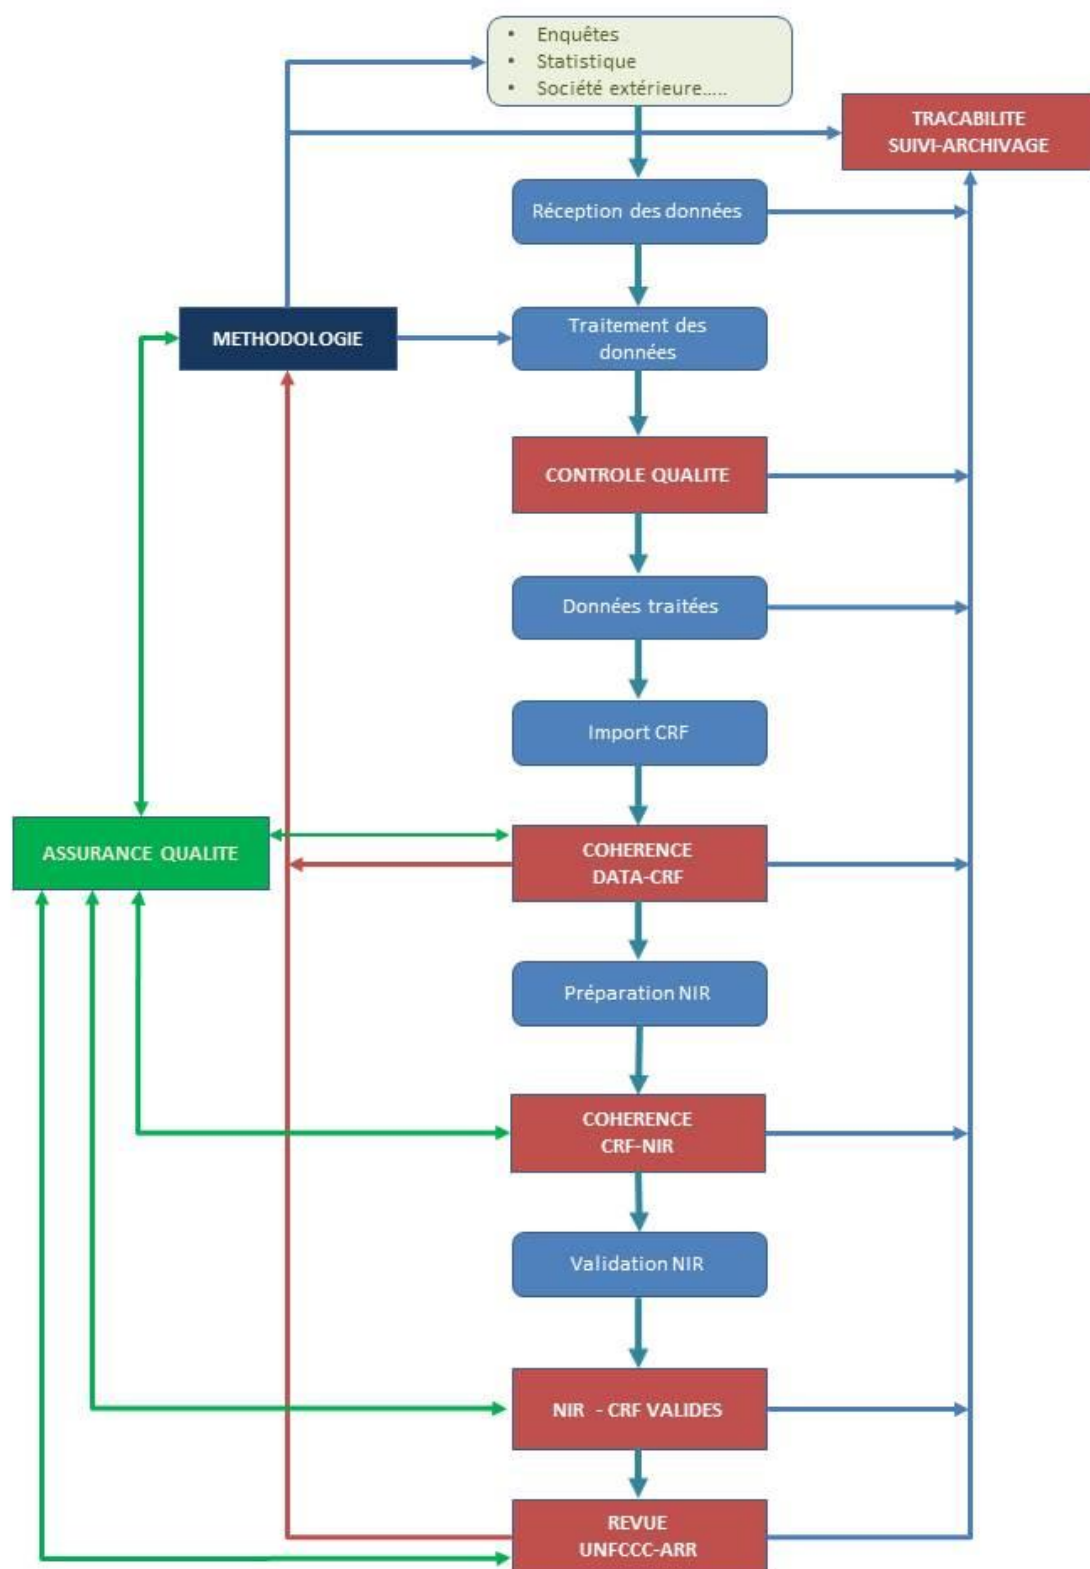 • Enquêtes
• Statistique
• Société extérieure.....
TRACABILITE
SUIVI-ARCHIVAGE
Réception des données
METHODOLOGIE
Traitement des
données
CONTROLE QUALITE
Données traitées
Import CRF
ASSURANCE QUALITE
COHERENCE
DATA-CRF
Préparation NIR
COHERENCE
CRF-NIR
Validation NIR
NIR - CRF VALIDES
REVUE
UNFCCC-ARR